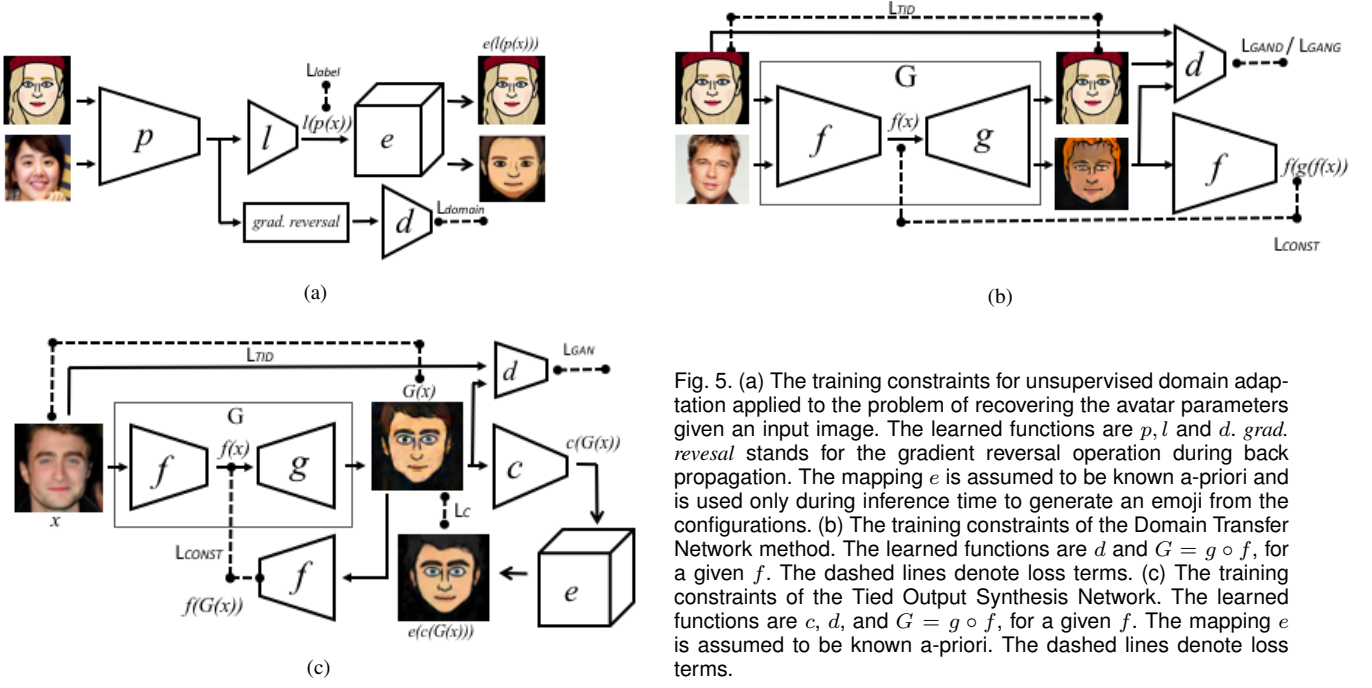 e(l(p(x)))
Llabel
p
l
l(p(x))
e
grad. reversal
d
Ldomain
(a)
LTID
G
f
f(x)
g
d
LGAND / LGANG
f
f(g(f(x))
LCONST
(b)
LTID
LGAN
G
G(x)
d
f
f(x)
g
c
c(G(x))
x
LC
LCONST
f
f(G(x))
e
e(c(G(x)))
(c)
Fig. 5. (a) The training constraints for unsupervised domain adap-
tation applied to the problem of recovering the avatar parameters
given an input image. The learned functions are p, l and d. grad.
revesal stands for the gradient reversal operation during back
propagation. The mapping e is assumed to be known a-priori and
is used only during inference time to generate an emoji from the
configurations. (b) The training constraints of the Domain Transfer
Network method. The learned functions are d and G = g ∘ f, for
a given f. The dashed lines denote loss terms. (c) The training
constraints of the Tied Output Synthesis Network. The learned
functions are c, d, and G = g ∘ f, for a given f. The mapping e
is assumed to be known a-priori. The dashed lines denote loss
terms.